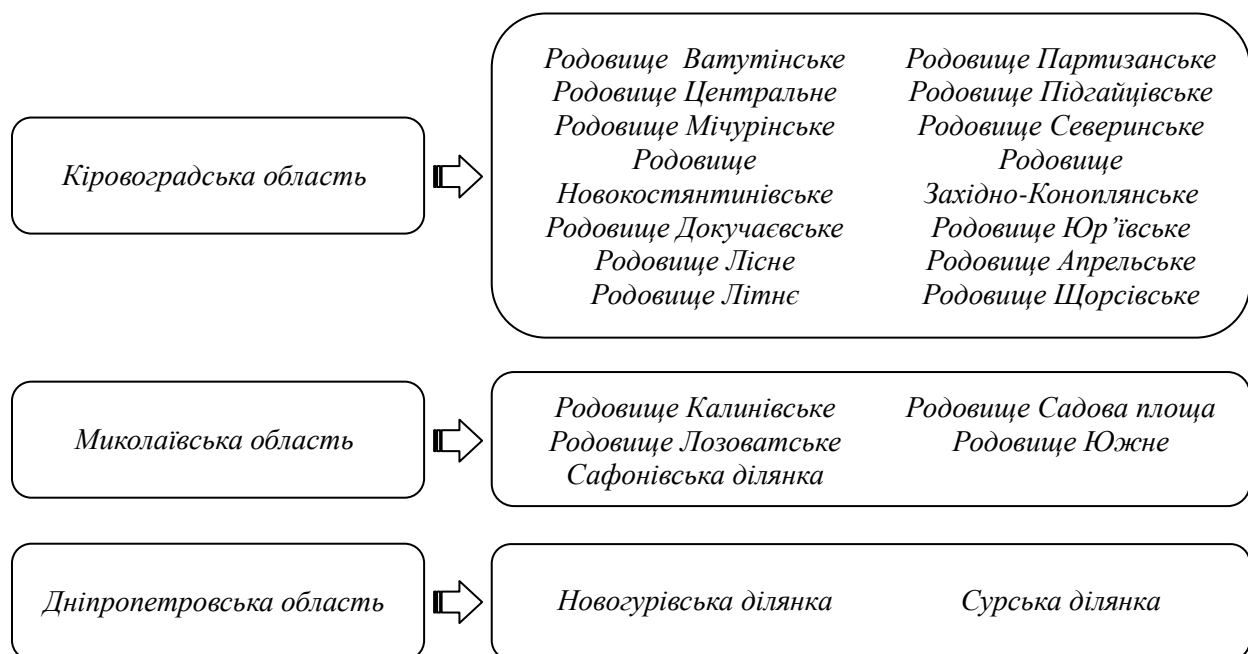 Кіровоградська область
Родовище Ватутінське
Родовище Центральне
Родовище Мічурінське
Родовище
Новокостянтинівське
Родовище Докучаєвське
Родовище Лісне
Родовище Літнє
Родовище Партизанське
Родовище Підгайцівське
Родовище Северинське
Родовище
Західно-Коноплянське
Родовище Юр’ївське
Родовище Апрельське
Родовище Щорсівське
Миколаївська область
Родовище Калинівське
Родовище Лозоватське
Сафонівська ділянка
Родовище Садова площа
Родовище Южне
Дніпропетровська область
Новогурівська ділянка
Сурська ділянка